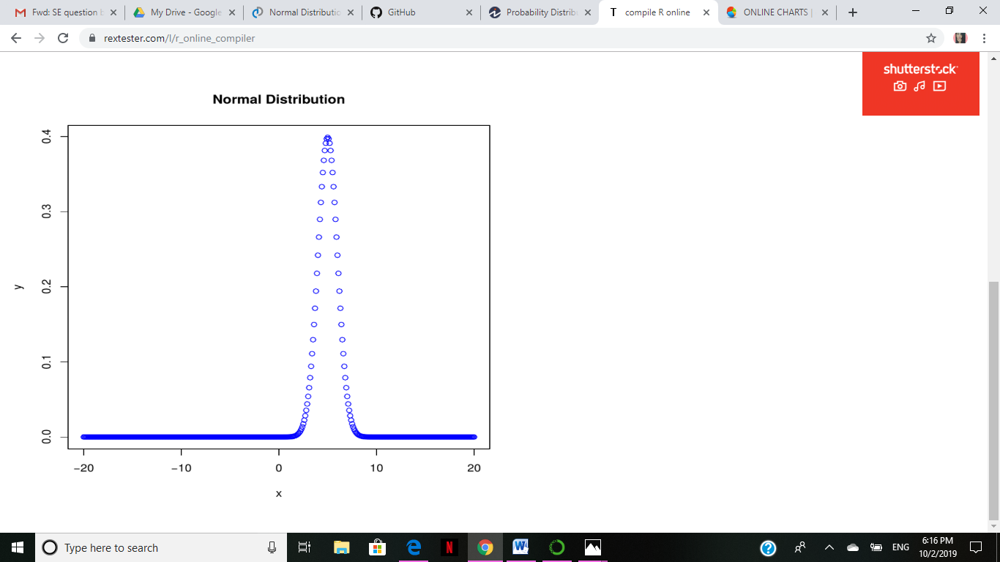 Fwd: SE question b
My Drive - Google
Normal Distributio
GitHub
Probability Distribu
T compile R online
ONLINE CHARTS |
rextester.com/l/r_online_compiler
shutterstock
Normal Distribution
0.4
0.3
0.2
0.1
0.0
y
−20 −10 0 10 20
x
Type here to search
ENG
6:16 PM
10/2/2019